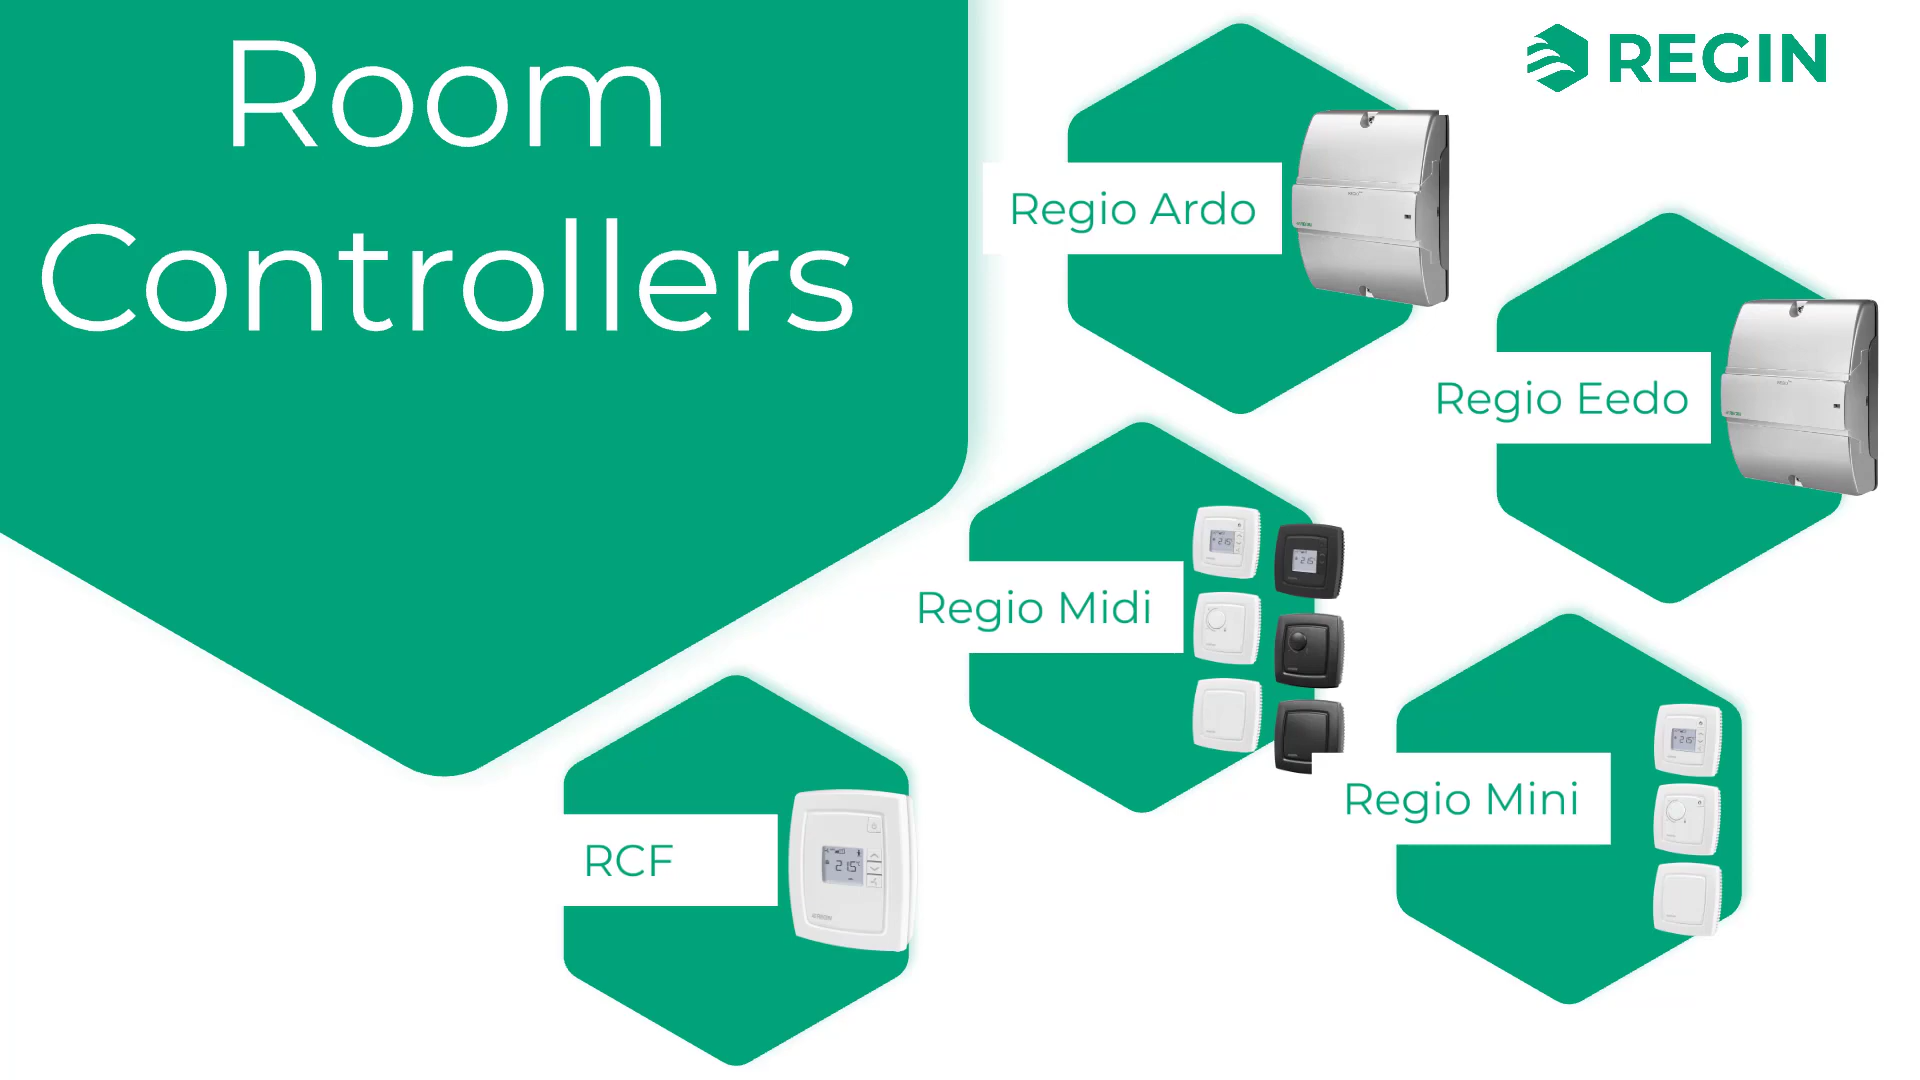 Room
Controllers
REGIN
Regio Ardo
Regio Eedo
Regio Midi
Regio Mini
RCF